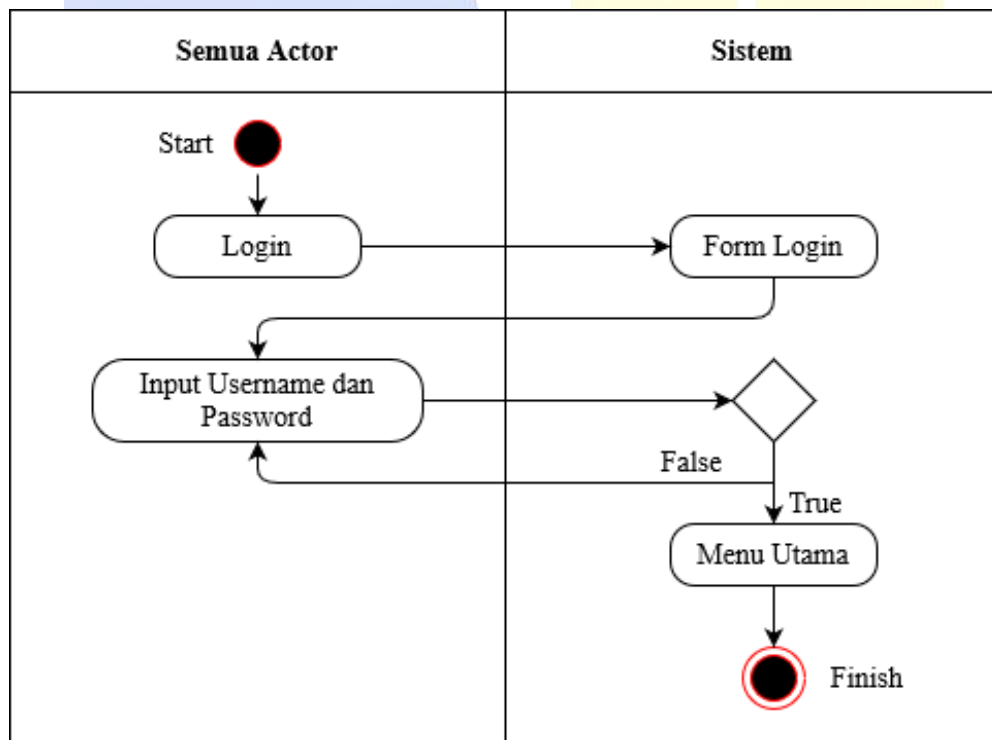 Semua Actor
Sistem
Start
Login
Form Login
Input Username dan
Password
False
True
Menu Utama
Finish